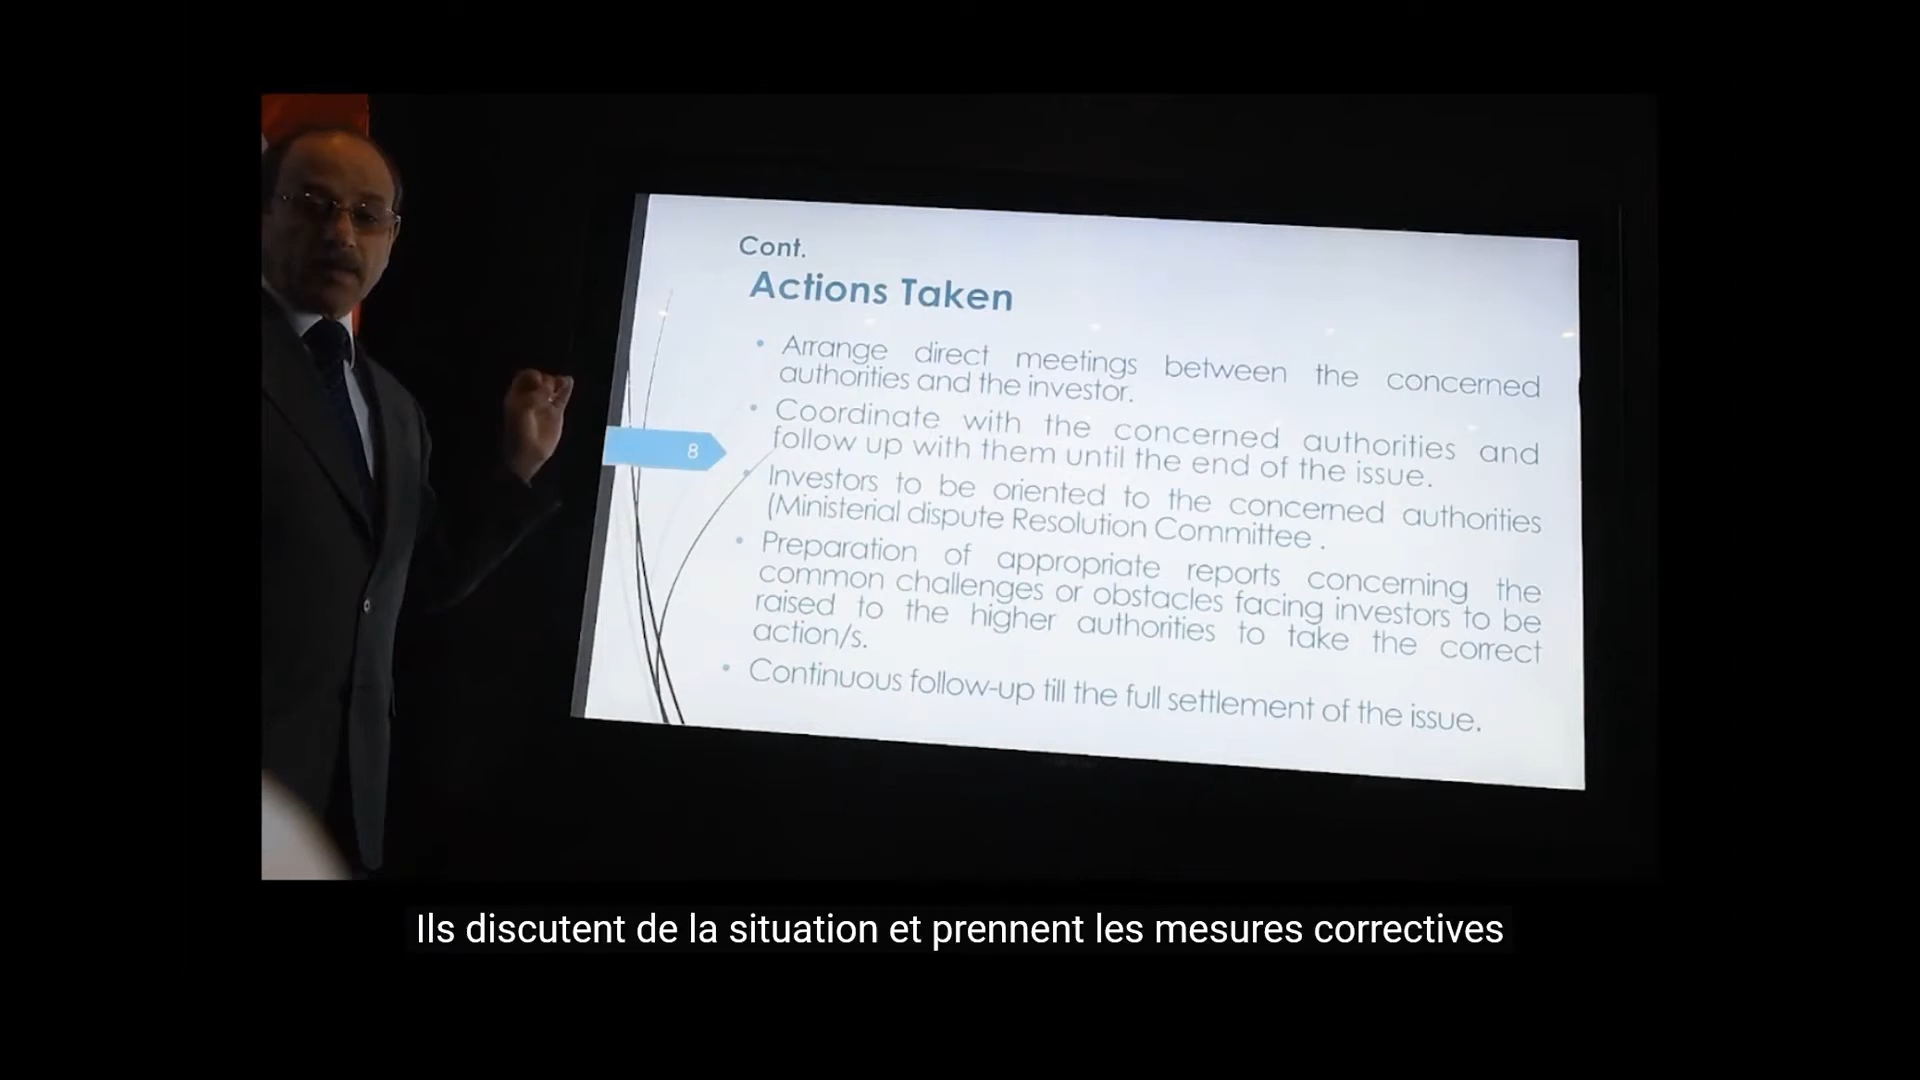 Cont.
Actions Taken
• Arrange direct meetings between the concerned
authorities and the investor.
• Coordinate with the concerned authorities and
follow up with them until the end of the issue.
• Investors to be oriented to the concerned authorities
(Ministerial dispute Resolution Committee .
• Preparation of appropriate reports concerning the
common challenges or obstacles facing investors to be
raised to the higher authorities to take the correct
action/s.
• Continuous follow-up till the full settlement of the issue.
8
Ils discutent de la situation et prennent les mesures correctives